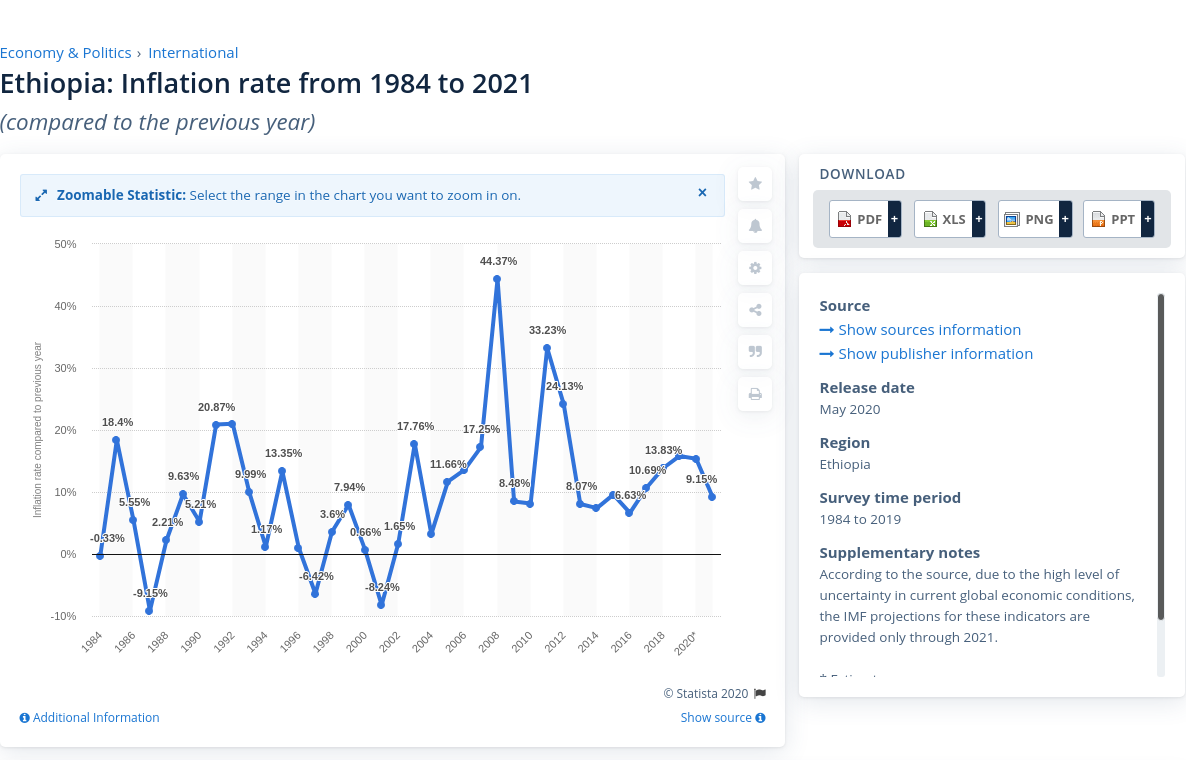 Economy & Politics › International
Ethiopia: Inflation rate from 1984 to 2021
(compared to the previous year)
Zoomable Statistic: Select the range in the chart you want to zoom in on. ×
Inflation rate compared to previous year
50%
40%
30%
20%
10%
0%
-10%
-0.33%
18.4%
5.55%
-9.15%
2.21%
9.63%
5.21%
20.87%
9.99%
1.17%
13.35%
-6.42%
3.6%
7.94%
0.66%
-8.24%
1.65%
17.76%
11.66%
17.25%
44.37%
8.48%
33.23%
24.13%
8.07%
6.63%
10.69%
13.83%
9.15%
1984 1986 1988 1990 1992 1994 1996 1998 2000 2002 2004 2006 2008 2010 2012 2014 2016 2018 2020*
© Statista 2020
Additional Information
Show source
DOWNLOAD
PDF + XLS + PNG + PPT +
Source
Show sources information
Show publisher information
Release date
May 2020
Region
Ethiopia
Survey time period
1984 to 2019
Supplementary notes
According to the source, due to the high level of
uncertainty in current global economic conditions,
the IMF projections for these indicators are
provided only through 2021.